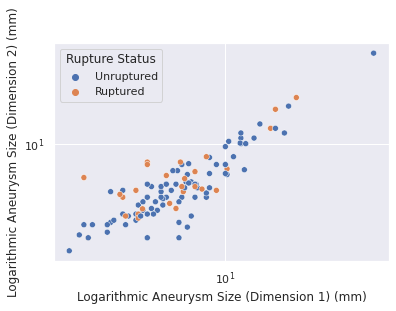 Logarithmic Aneurysm Size (Dimension 2) (mm)
Rupture Status
Unruptured
Ruptured
10¹
10¹
Logarithmic Aneurysm Size (Dimension 1) (mm)